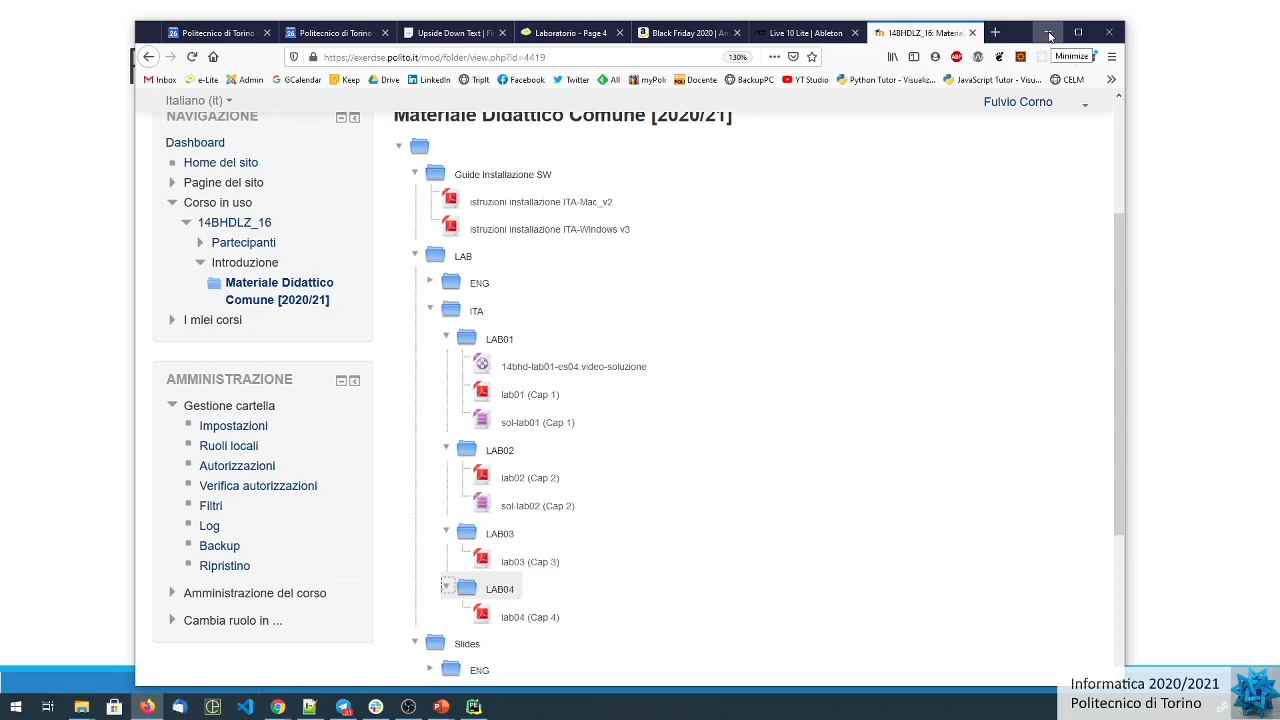 Politecnico di Torino -
Politecnico di Torino -
Upside Down Text | Fl
Laboratorio - Page 4
Black Friday 2020 | Am
Live 10 Lite | Ableton
14BHDLZ_16: Materia
https://exercise.polito.it/mod/folder/view.php?id=4419
130%
Minimize
Inbox
e-Lite
Admin
GCalendar
Keep
Drive
LinkedIn
TripIt
Facebook
Twitter
All
myPoli
Docente
BackupPC
YT Studio
Python Tutor - Visualiz...
JavaScript Tutor - Visu...
CELM
Italiano (it)
Fulvio Corno
NAVIGAZIONE
Dashboard
Home del sito
Pagine del sito
Corso in uso
14BHDLZ_16
Partecipanti
Introduzione
Materiale Didattico
Comune [2020/21]
I miei corsi
AMMINISTRAZIONE
Gestione cartella
Impostazioni
Ruoli locali
Autorizzazioni
Verifica autorizzazioni
Filtri
Log
Backup
Ripristino
Amministrazione del corso
Cambia ruolo in ...
Materiale Didattico Comune [2020/21]
Guide Installazione SW
istruzioni installazione ITA-Mac_v2
istruzioni installazione ITA-Windows v3
LAB
ENG
ITA
LAB01
14bhd-lab01-es04.video-soluzione
lab01 (Cap 1)
sol-lab01 (Cap 1)
LAB02
lab02 (Cap 2)
sol-lab02 (Cap 2)
LAB03
lab03 (Cap 3)
LAB04
lab04 (Cap 4)
Slides
ENG
Informatica 2020/2021
Politecnico di Torino